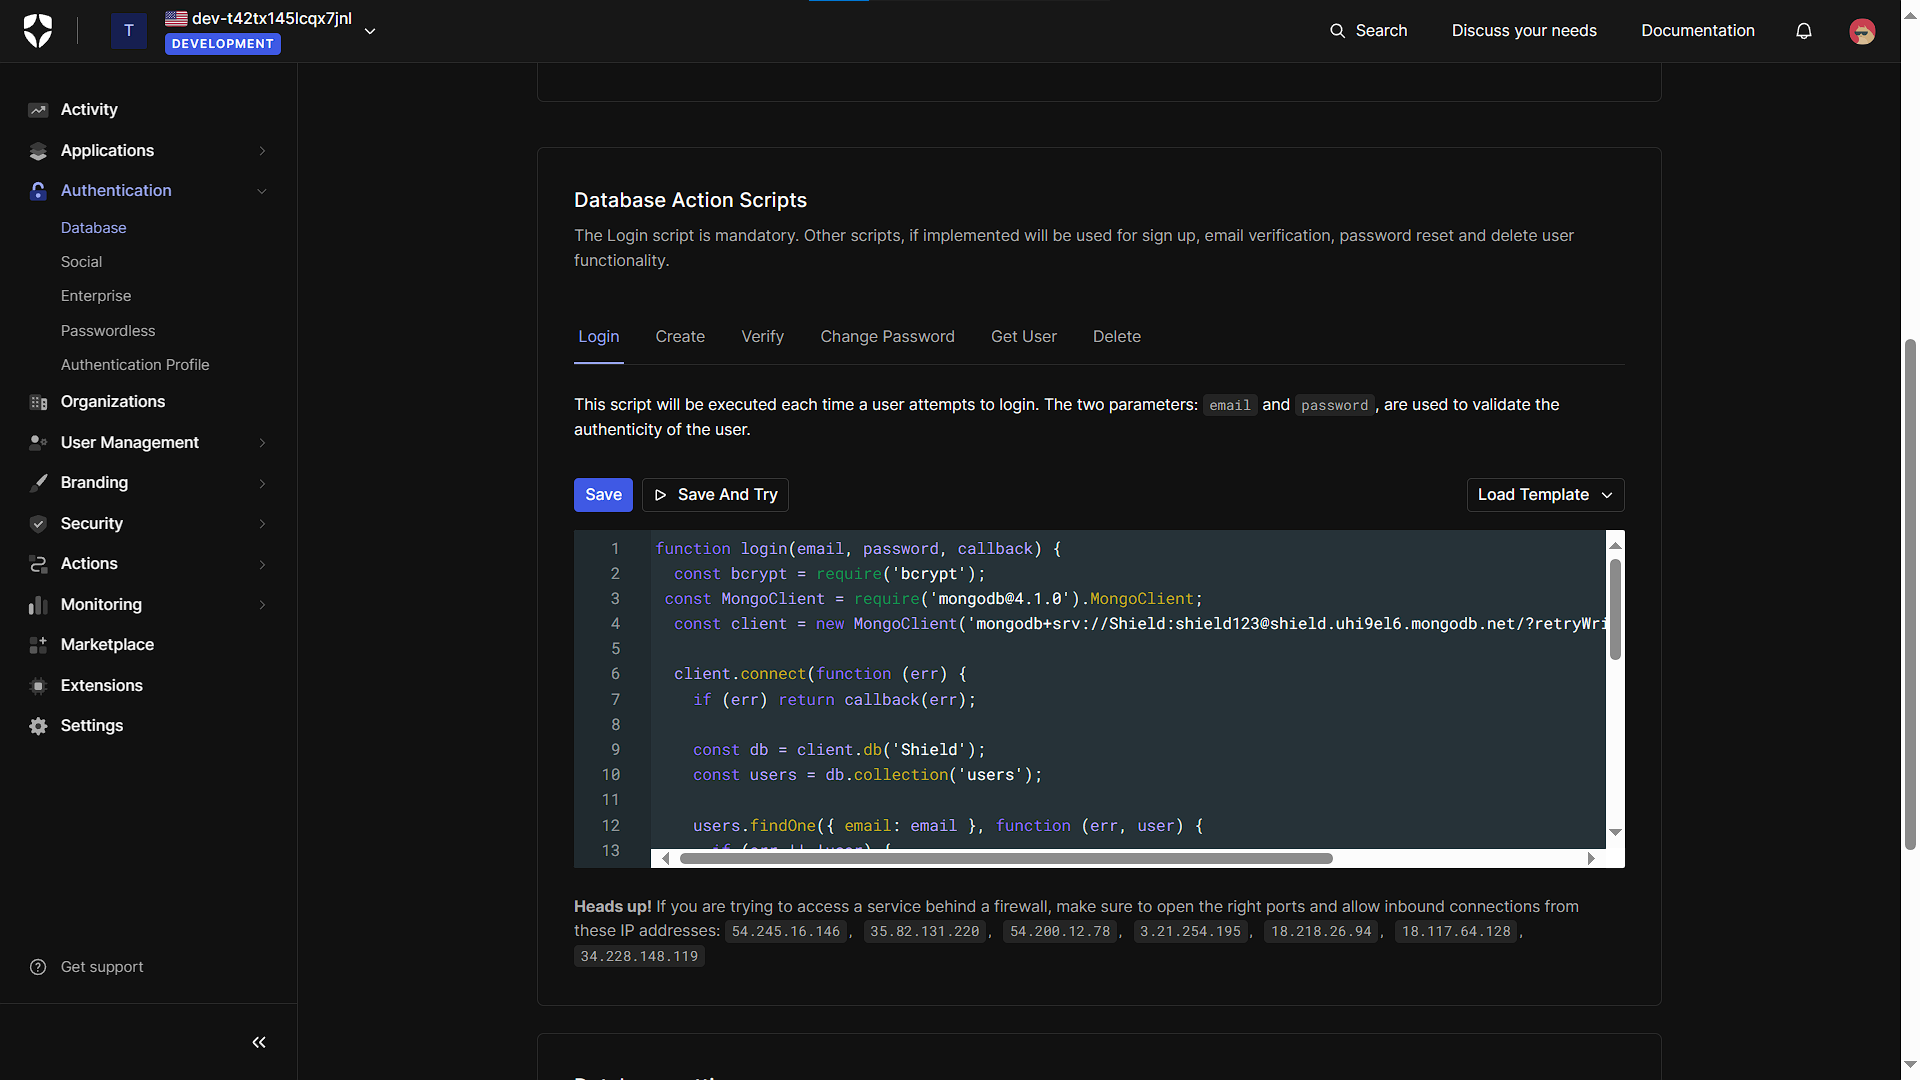 T
dev-t42tx145lcqx7jnl
DEVELOPMENT
Search
Discuss your needs
Documentation
Activity
Applications
Authentication
Database
Social
Enterprise
Passwordless
Authentication Profile
Organizations
User Management
Branding
Security
Actions
Monitoring
Marketplace
Extensions
Settings
Get support
Database Action Scripts
The Login script is mandatory. Other scripts, if implemented will be used for sign up, email verification, password reset and delete user
functionality.
Login Create Verify Change Password Get User Delete
This script will be executed each time a user attempts to login. The two parameters: email and password , are used to validate the
authenticity of the user.
Save
Save And Try
Load Template
1 function login(email, password, callback) {
2 const bcrypt = require('bcrypt');
3 const MongoClient = require('mongodb@4.1.0').MongoClient;
4 const client = new MongoClient('mongodb+srv://Shield:shield123@shield.uhi9el6.mongodb.net/?retryWri
5
6 client.connect(function (err) {
7 if (err) return callback(err);
8
9 const db = client.db('Shield');
10 const users = db.collection('users');
11
12 users.findOne({ email: email }, function (err, user) {
13 if (err || !user) {
Heads up! If you are trying to access a service behind a firewall, make sure to open the right ports and allow inbound connections from
these IP addresses: 54.245.16.146 , 35.82.131.220 , 54.200.12.78 , 3.21.254.195 , 18.218.26.94 , 18.117.64.128 ,
34.228.148.119